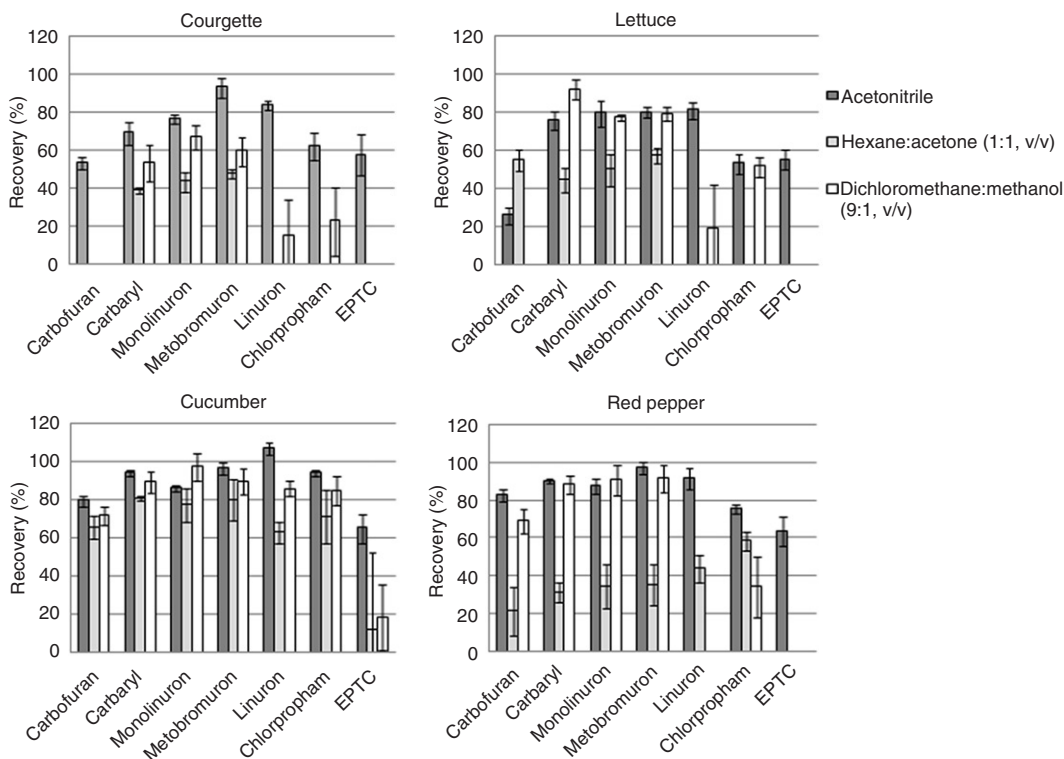 Courgette
120
100
80
60
40
20
0
Recovery (%)
Carbofuran
Carbaryl
Monolinuron
Metobromuron
Linuron
Chlorpropham
EPTC
Lettuce
120
100
80
60
40
20
0
Recovery (%)
Carbofuran
Carbaryl
Monolinuron
Metobromuron
Linuron
Chlorpropham
EPTC
Acetonitrile
Hexane:acetone (1:1, v/v)
Dichloromethane:methanol
(9:1, v/v)
Cucumber
120
100
80
60
40
20
0
Recovery (%)
Carbofuran
Carbaryl
Monolinuron
Metobromuron
Linuron
Chlorpropham
EPTC
Red pepper
120
100
80
60
40
20
0
Recovery (%)
Carbofuran
Carbaryl
Monolinuron
Metobromuron
Linuron
Chlorpropham
EPTC